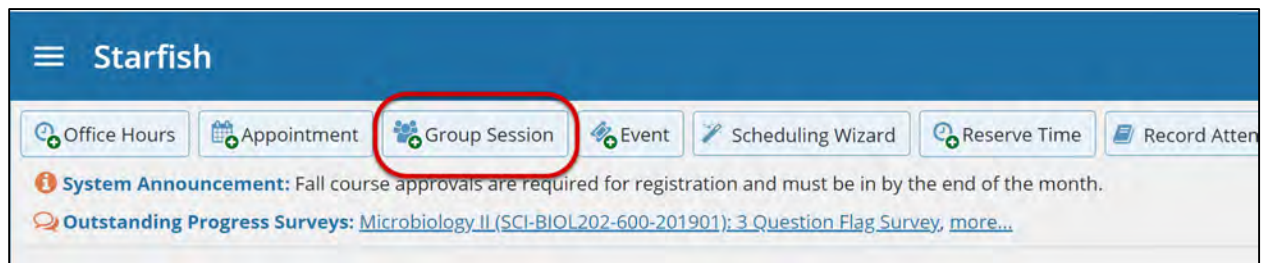 Starfish
Office Hours Appointment Group Session Event Scheduling Wizard Reserve Time Record Atten
System Announcement: Fall course approvals are required for registration and must be in by the end of the month.
Outstanding Progress Surveys: Microbiology II (SCI-BIOL202-600-201901): 3 Question Flag Survey, more...